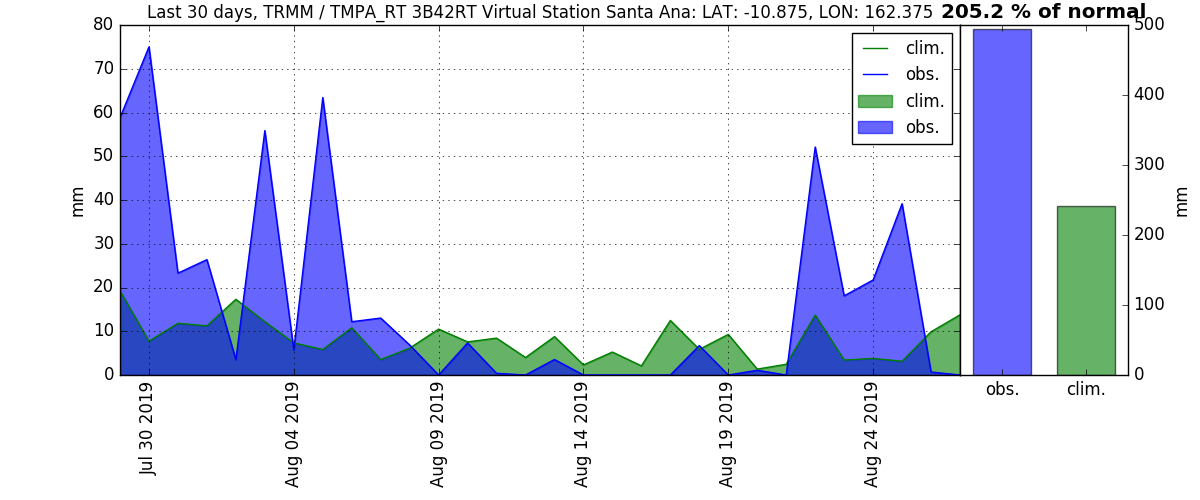 Last 30 days, TRMM / TMPA_RT 3B42RT Virtual Station Santa Ana: LAT: -10.875, LON: 162.375 205.2 % of normal
80
70
60
50
40
30
20
10
0
mm
clim.
obs.
clim.
obs.
500
400
300
200
100
0
mm
obs. clim.
Jul 30 2019
Aug 04 2019
Aug 09 2019
Aug 14 2019
Aug 19 2019
Aug 24 2019